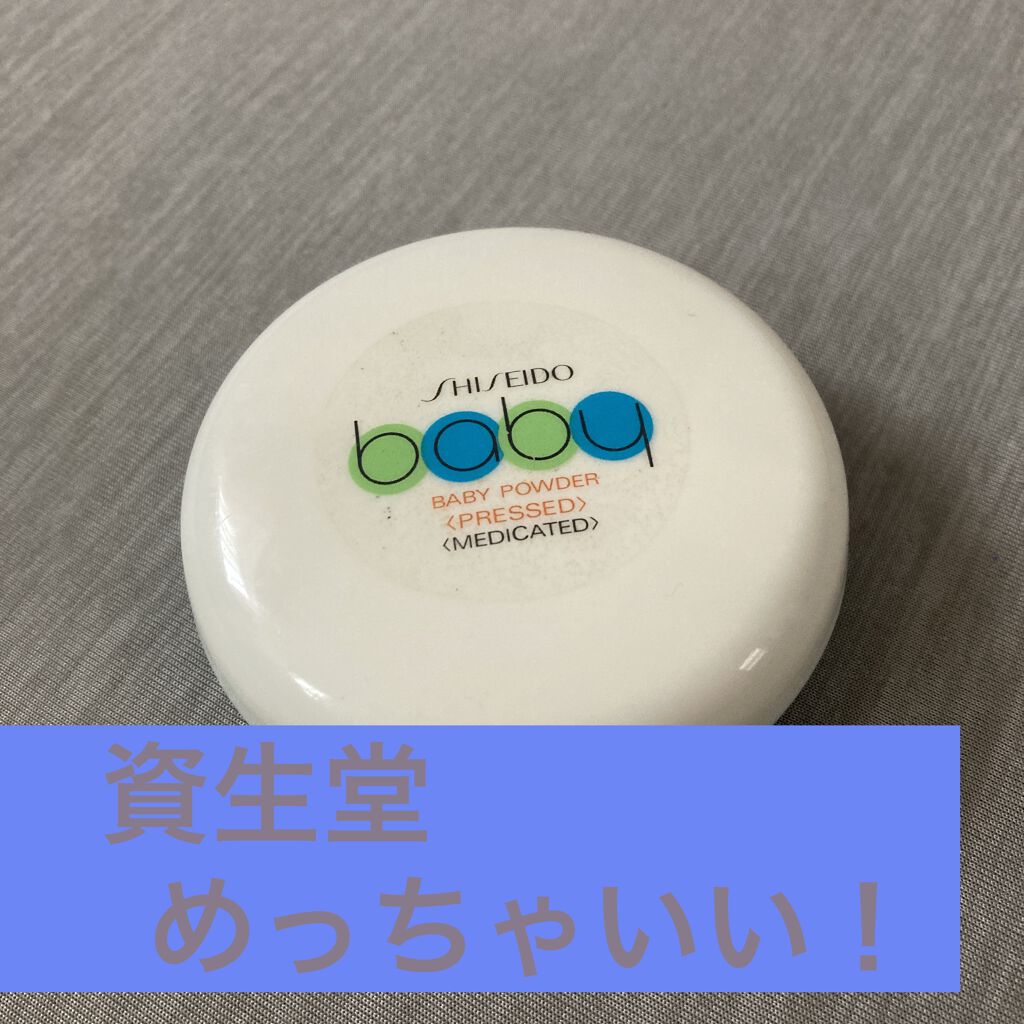 SHISEIDO
baby
BABY POWDER
〈PRESSED〉
〈MEDICATED〉
資生堂
めっちゃいい！